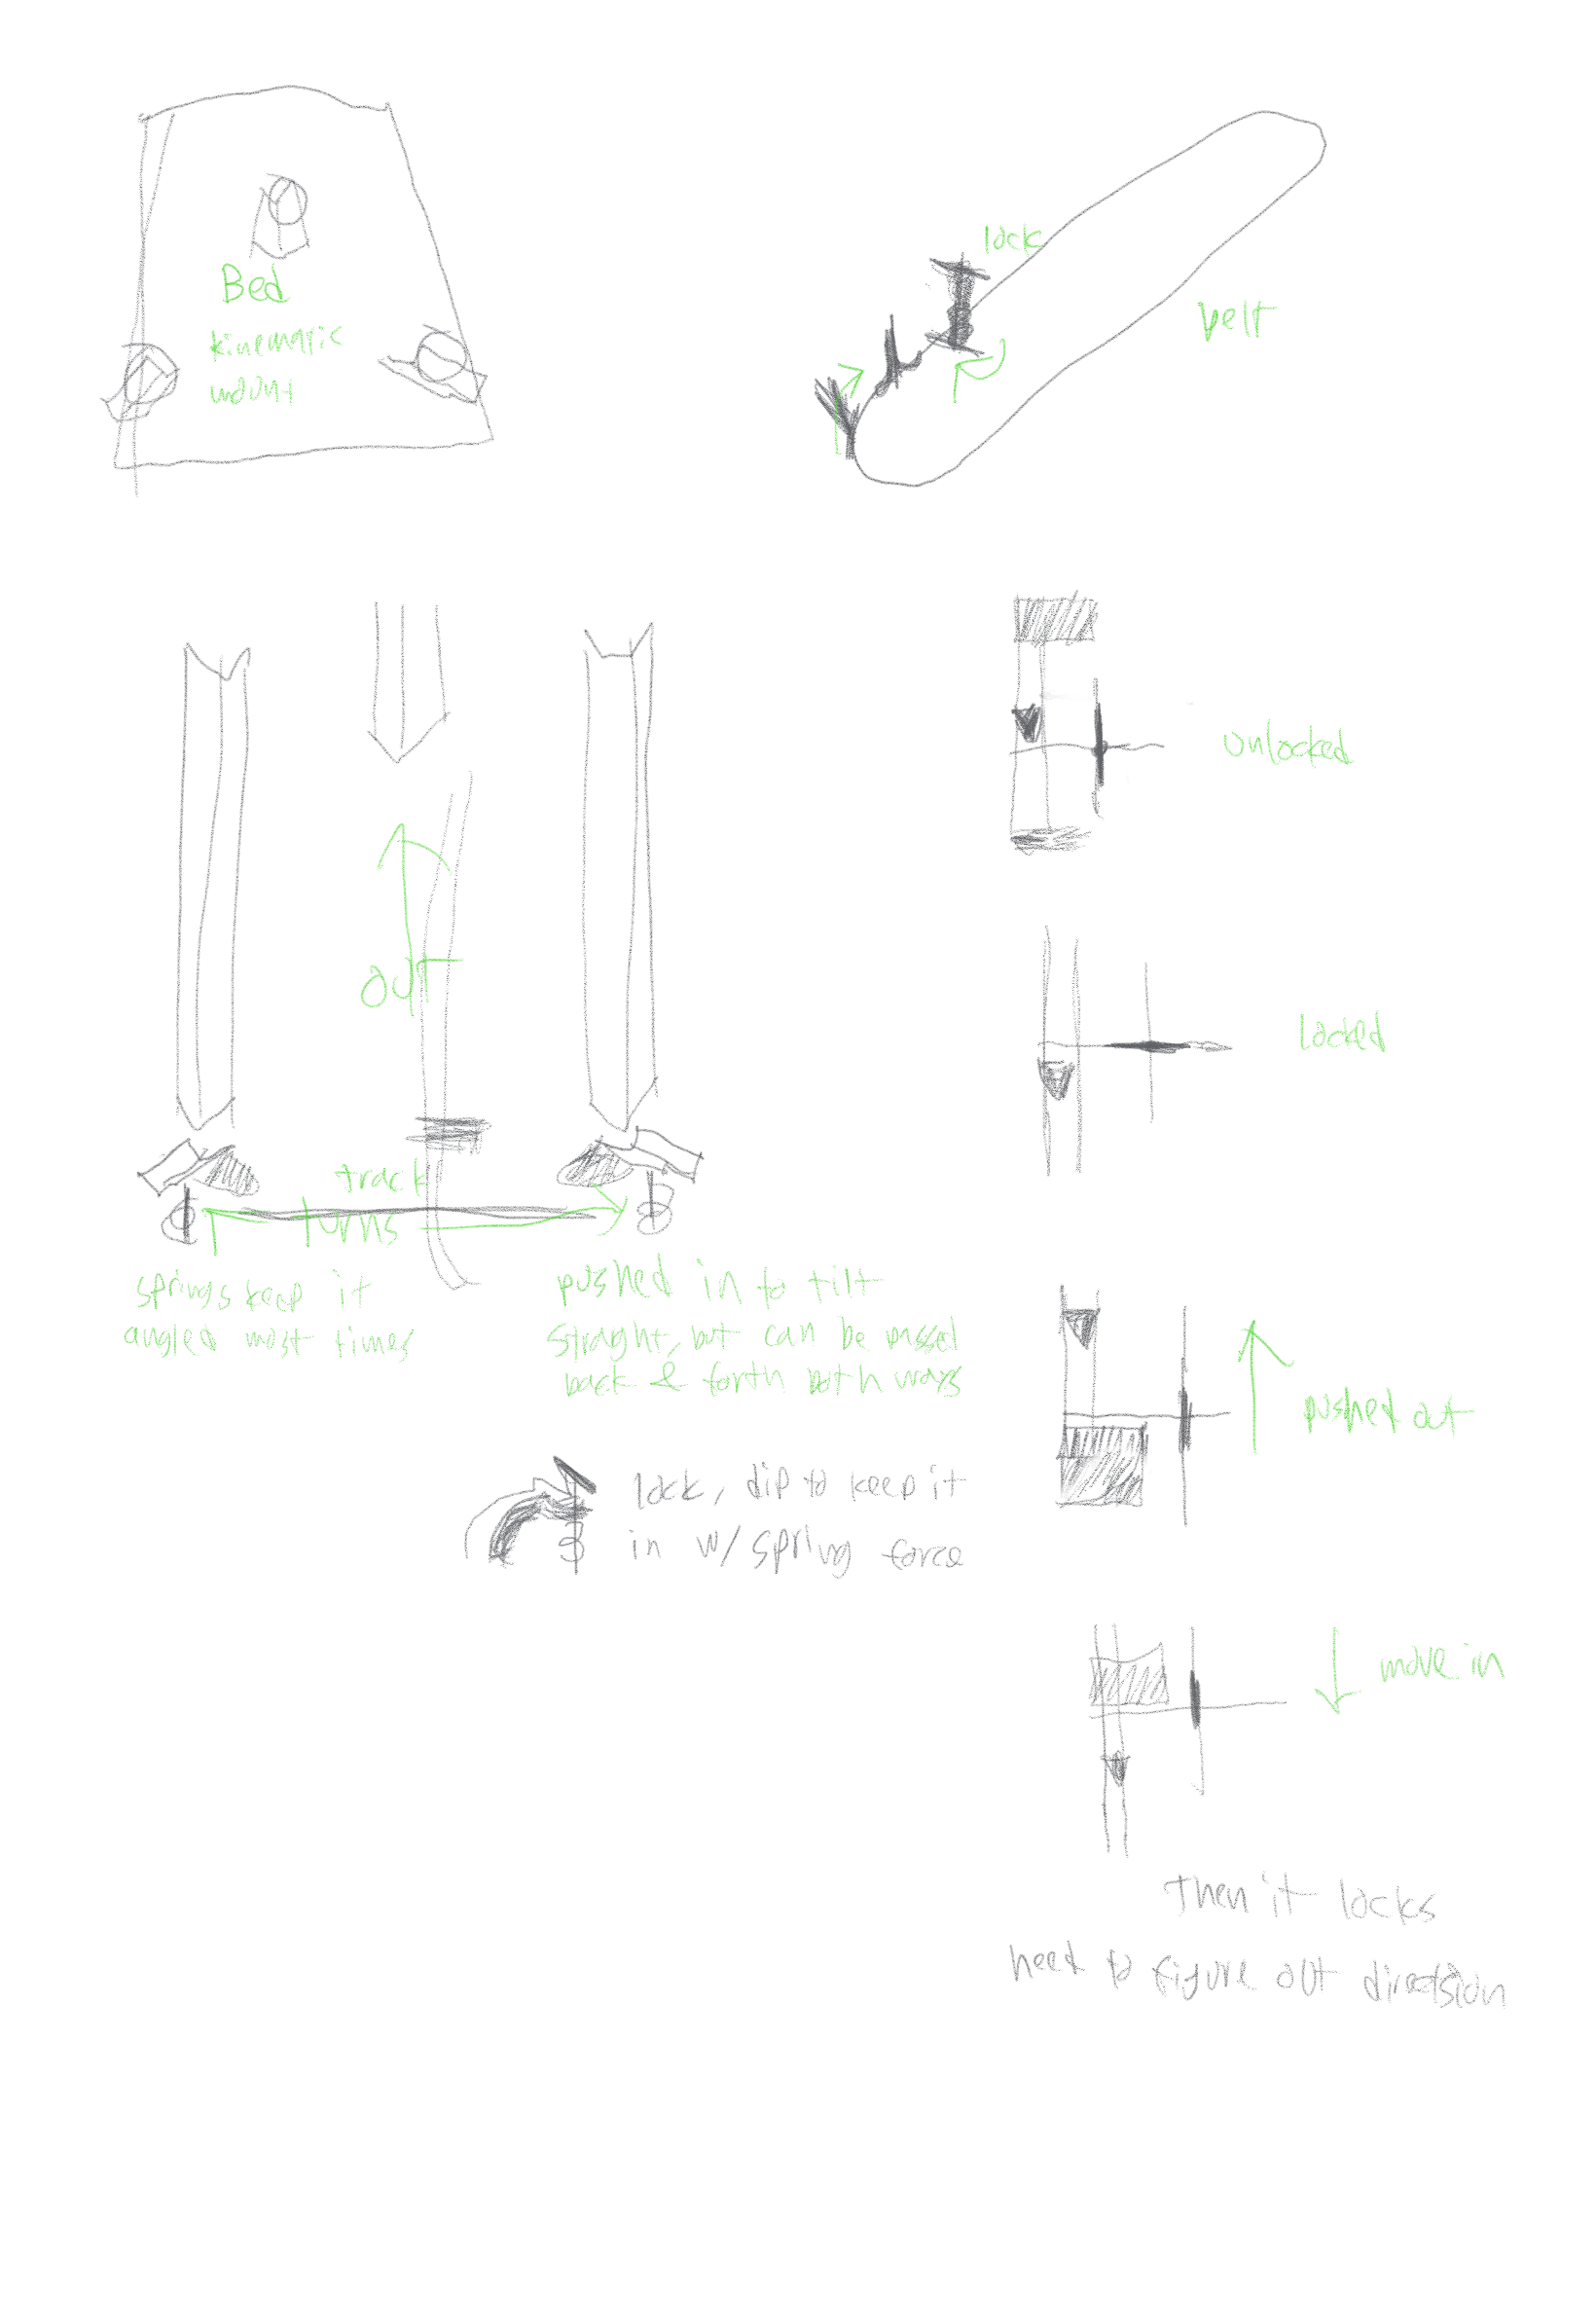 Bed
kinematic
mount
lock
belt
out
track
turns
springs keep it
angled most times
pushed in to tilt
straght, but can be passed
back & forth both ways
lock, dip to keep it
in w/ spring force
unlocked
locked
pushed out
move in
then it locks
need to figure out direction